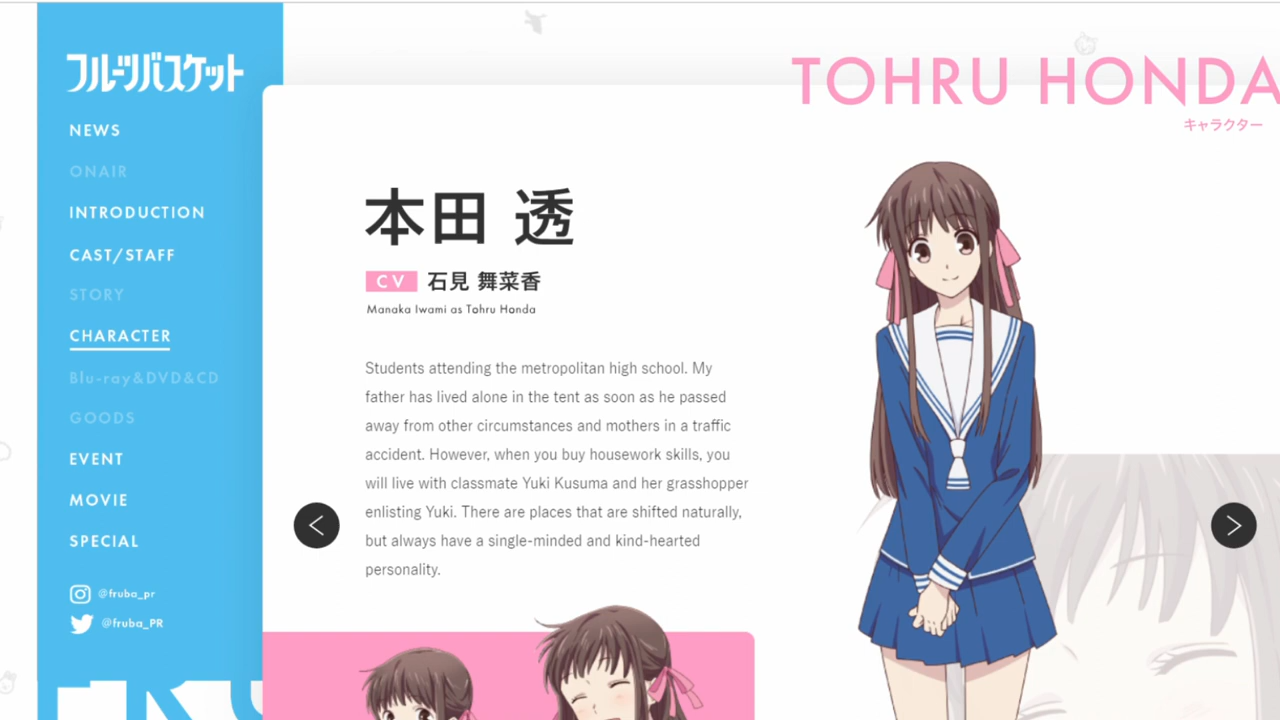 フルーツバスケット
NEWS
ONAIR
INTRODUCTION
CAST/STAFF
STORY
CHARACTER
Blu-ray&DVD&CD
GOODS
EVENT
MOVIE
SPECIAL
@fruba_pr
@fruba_PR
TOHRU HONDA
キャラクター
本田 透
CV 石見 舞菜香
Manaka Iwami as Tohru Honda
Students attending the metropolitan high school. My
father has lived alone in the tent as soon as he passed
away from other circumstances and mothers in a traffic
accident. However, when you buy housework skills, you
will live with classmate Yuki Kusuma and her grasshopper
enlisting Yuki. There are places that are shifted naturally,
but always have a single-minded and kind-hearted
personality.